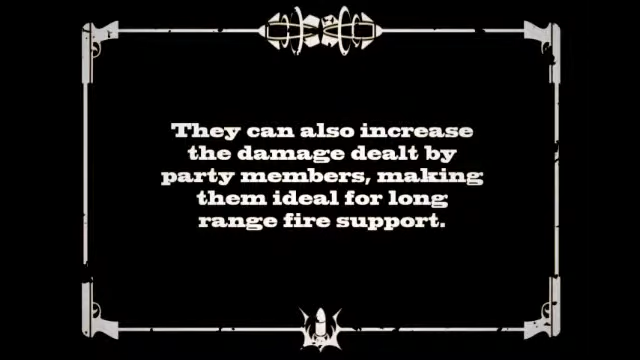 They can also increase
the damage dealt by
party members, making
them ideal for long
range fire support.